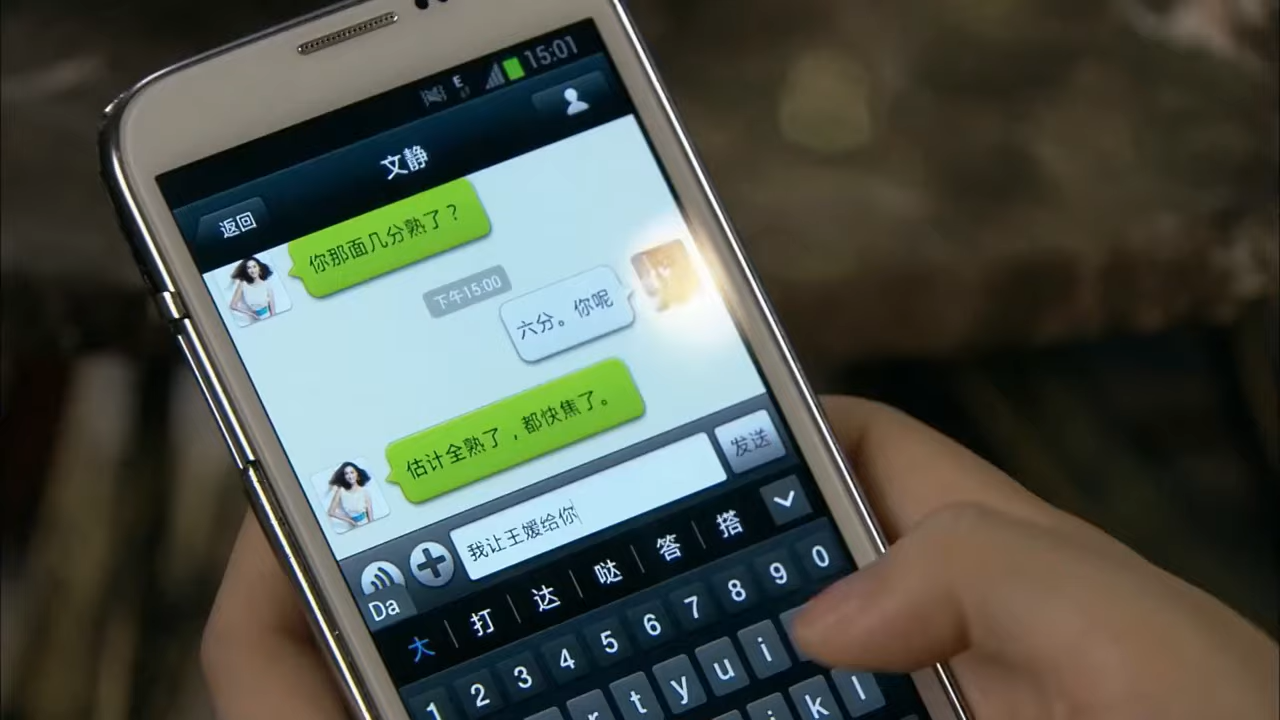 15:01
E
文静
返回
你那面几分熟了？
下午15:00
六分。你呢
估计全熟了，都快焦了。
我让王媛给你
发送
Da
大 打 达 哒 答 搭
1 2 3 4 5 6 7 8 9 0
r t y u i
j k l